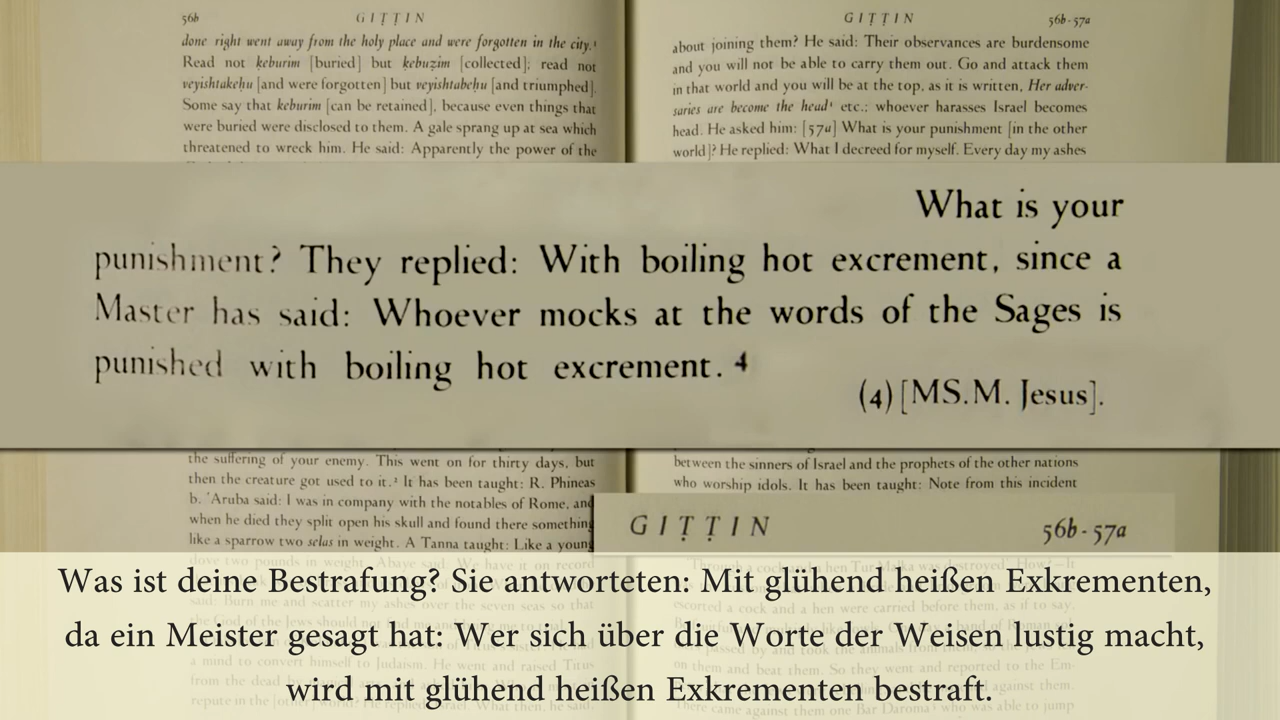 56b
GIṬṬIN
done right went away from the holy place and were forgotten in the city.¹
Read not ḳeburim [buried] but ḳebuẓim [collected]; read not
veyishtakeḥu [and were forgotten] but veyishtabeḥu [and triumphed].
Some say that ḳeburim [can be retained], because even things that
were buried were disclosed to them. A gale sprang up at sea which
threatened to wreck him. He said: Apparently the power of the
GIṬṬIN
56b-57a
about joining them? He said: Their observances are burdensome
and you will not be able to carry them out. Go and attack them
in that world and you will be at the top, as it is written, Her adver-
saries are become the head¹ etc.; whoever harasses Israel becomes
head. He asked him: [57a] What is your punishment [in the other
world]? He replied: What I decreed for myself. Every day my ashes
What is your
punishment? They replied: With boiling hot excrement, since a
Master has said: Whoever mocks at the words of the Sages is
punished with boiling hot excrement. ⁴
(4) [MS.M. Jesus].
the suffering of your enemy. This went on for thirty days, but
then the creature got used to it.² It has been taught: R. Phineas
b. 'Aruba said: I was in company with the notables of Rome, and
when he died they split open his skull and found there something
like a sparrow two selas in weight. A Tanna taught: Like a young
between the sinners of Israel and the prophets of the other nations
who worship idols. It has been taught: Note from this incident
GIṬṬIN
56b-57a
Was ist deine Bestrafung? Sie antworteten: Mit glühend heißen Exkrementen,
da ein Meister gesagt hat: Wer sich über die Worte der Weisen lustig macht,
wird mit glühend heißen Exkrementen bestraft.